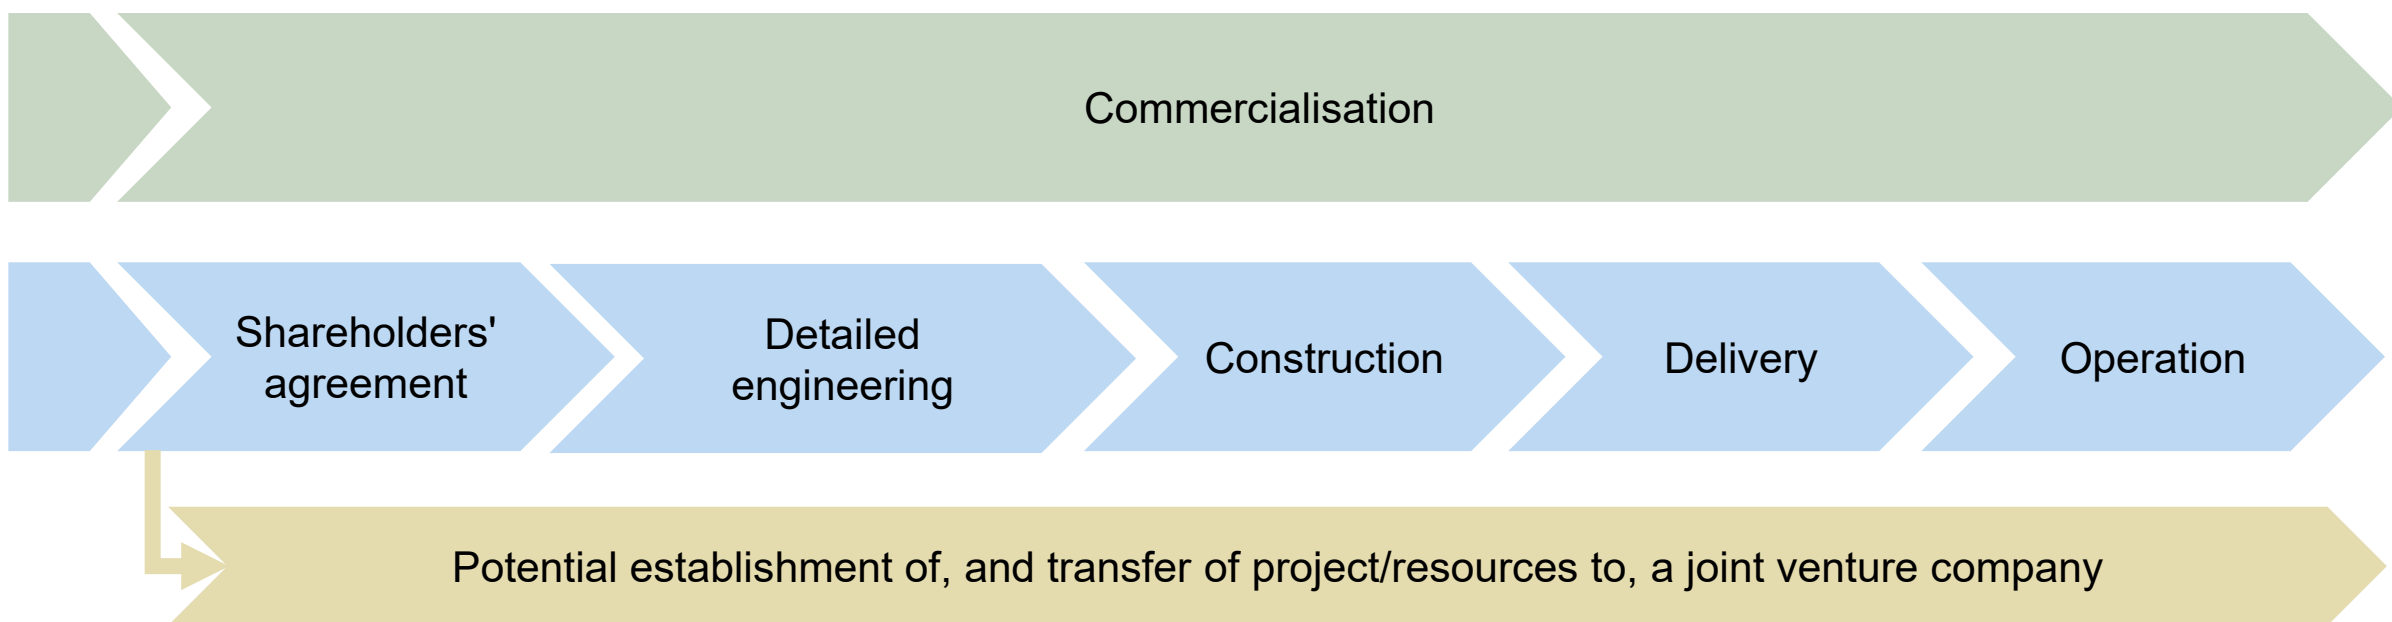 Commercialisation
Shareholders'
agreement
Detailed
engineering
Construction
Delivery
Operation
Potential establishment of, and transfer of project/resources to, a joint venture company